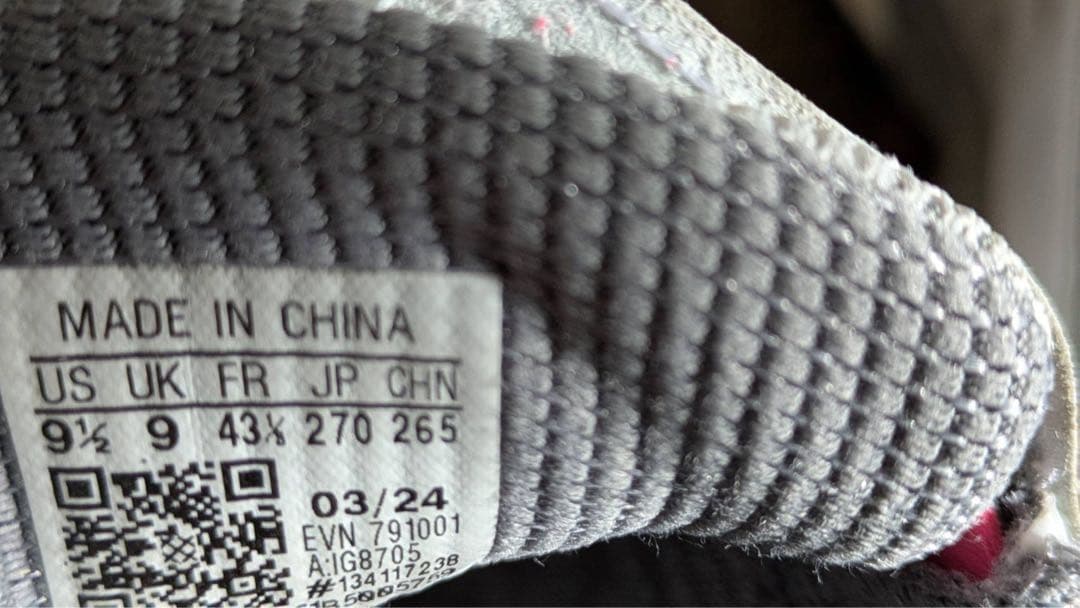 MADE IN CHINA
US UK FR JP CHN
9½ 9 43⅓ 270 265
03/24
EVN 791001
A:IG8705
#134117238